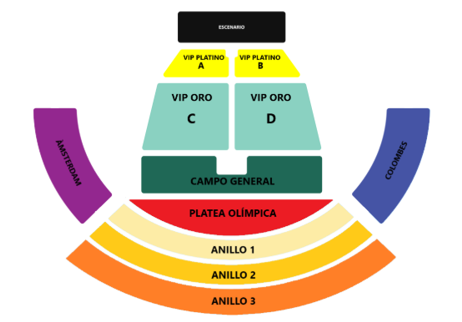 ESCENARIO
VIP PLATINO
A
VIP PLATINO
B
VIP ORO
C
VIP ORO
D
ÁMSTERDAM
COLOMBES
CAMPO GENERAL
PLATEA OLÍMPICA
ANILLO 1
ANILLO 2
ANILLO 3